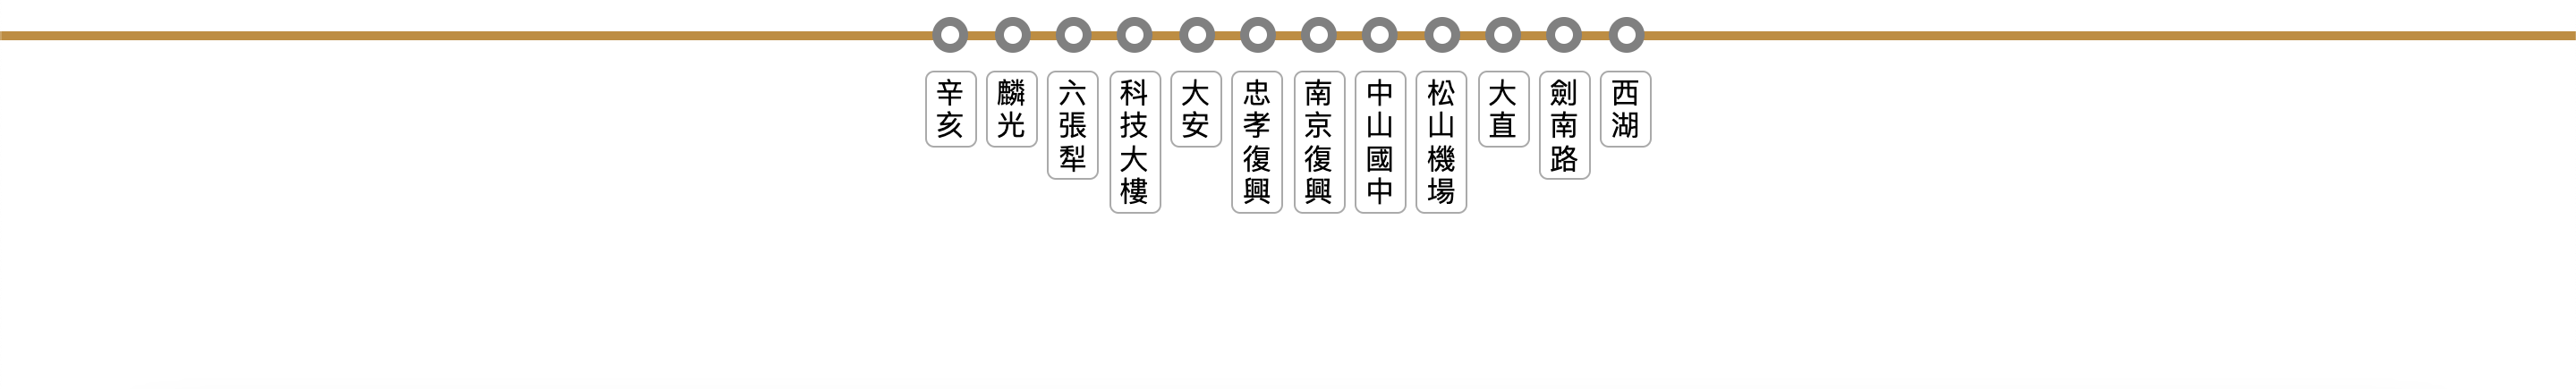 辛亥
麟光
六張犁
科技大樓
大安
忠孝復興
南京復興
中山國中
松山機場
大直
劍南路
西湖